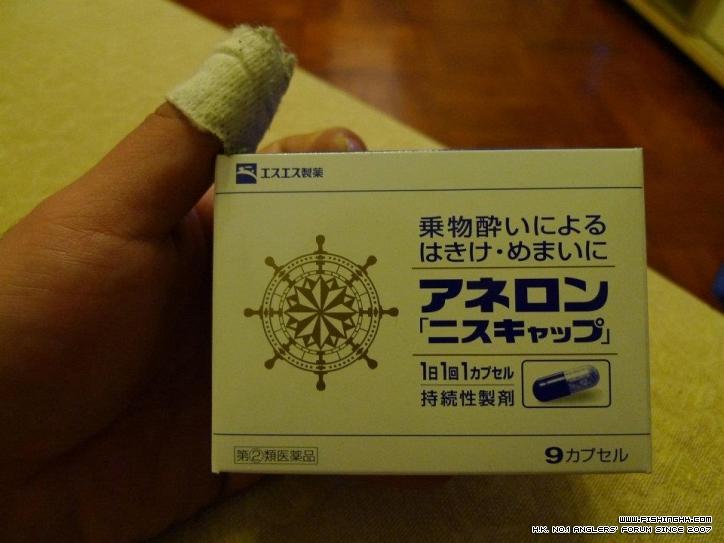 エスエス製薬
乗物酔いによる
はきけ・めまいに
アネロン
「ニスキャップ」
1日1回1カプセル
持続性製剤
第②類医薬品
9カプセル
WWW.FISHINGHK.COM
H.K. NO.1 ANGLERS' FORUM SINCE 2007